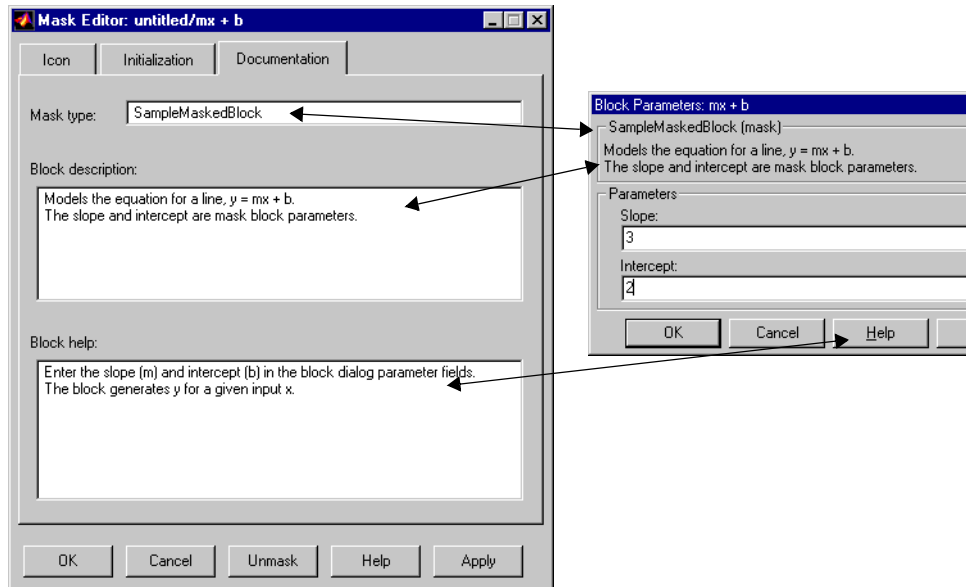 Mask Editor: untitled/mx + b
Icon Initialization Documentation
Mask type: SampleMaskedBlock
Block description:
Models the equation for a line, y = mx + b.
The slope and intercept are mask block parameters.
Block help:
Enter the slope (m) and intercept (b) in the block dialog parameter fields.
The block generates y for a given input x.
OK Cancel Unmask Help Apply
Block Parameters: mx + b
SampleMaskedBlock (mask)
Models the equation for a line, y = mx + b.
The slope and intercept are mask block parameters.
Parameters
Slope:
3
Intercept:
2
OK Cancel Help